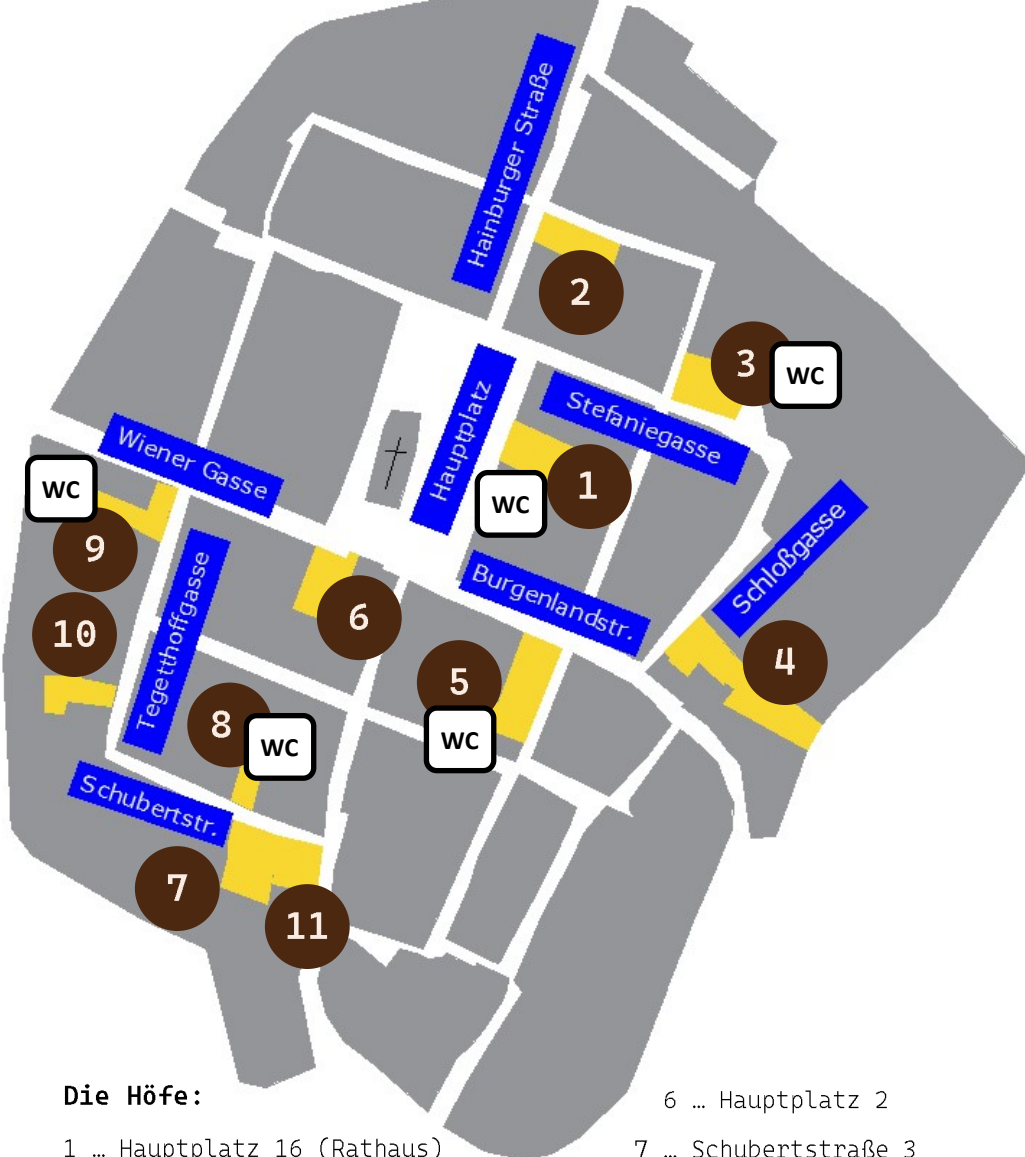 Hainburger Straße
2
3
WC
Stefaniegasse
Hauptplatz
Wiener Gasse
WC
1
WC
9
Schloßgasse
Tegetthoffgasse
Burgenlandstr.
6
10
4
5
WC
8
WC
Schubertstr.
7
11
Die Höfe:
1 … Hauptplatz 16 (Rathaus)
6 … Hauptplatz 2
7 … Schubertstraße 3